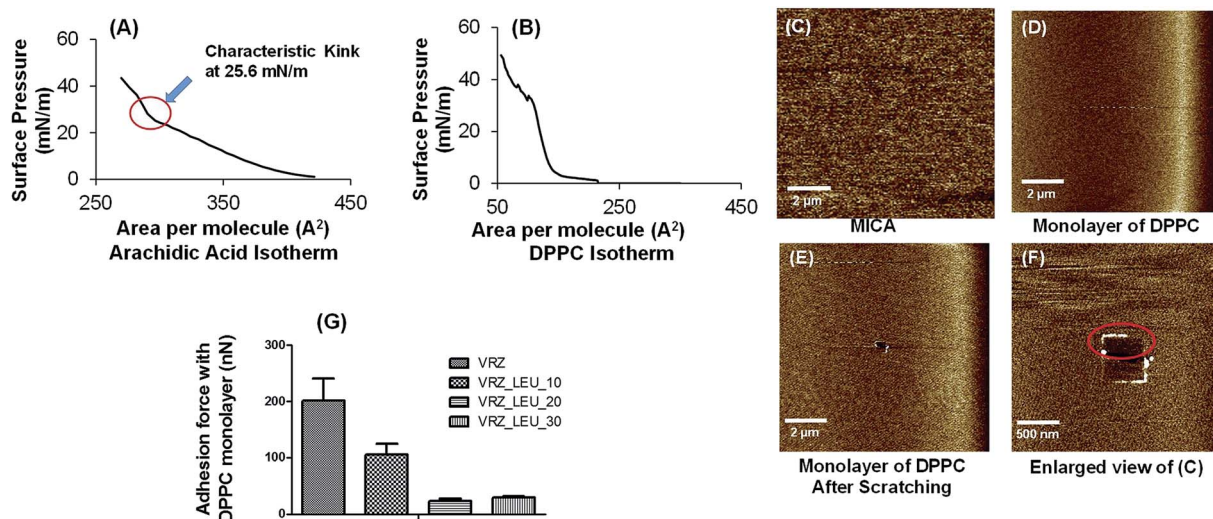 (A)
Characteristic Kink
at 25.6 mN/m
Surface Pressure
(mN/m)
60
40
20
0
250
350
450
Area per molecule (A²)
Arachidic Acid Isotherm
(B)
Surface Pressure
(mN/m)
60
40
20
0
50
250
450
Area per molecule (A²)
DPPC Isotherm
(C)
2 µm
MICA
(D)
2 µm
Monolayer of DPPC
(E)
2 µm
Monolayer of DPPC
After Scratching
(F)
500 nm
Enlarged view of (C)
(G)
Adhesion force with
DPPC monolayer (nN)
300
200
100
0
VRZ
VRZ_LEU_10
VRZ_LEU_20
VRZ_LEU_30